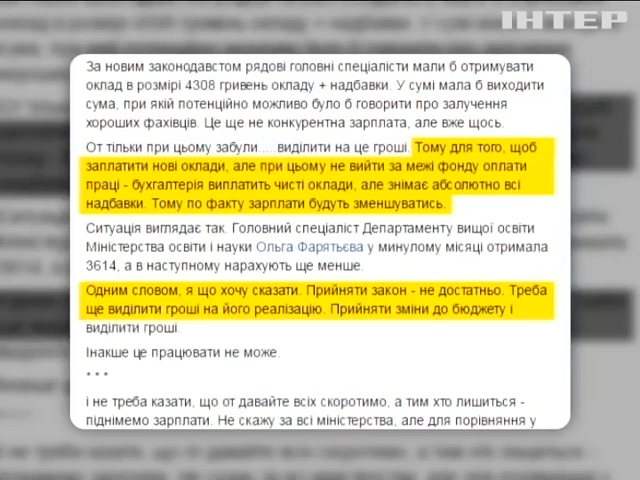 ІНТЕР
За новим законодавстом рядові головні спеціалісти мали б отримувати
оклад в розмірі 4308 гривень окладу + надбавки. У сумі мала б виходити
сума, при якій потенційно можливо було б говорити про залучення
хороших фахівців. Це ще не конкурентна зарплата, але вже щось.
От тільки при цьому забули.....виділити на це гроші. Тому для того, щоб
заплатити нові оклади, але при цьому не вийти за межі фонду оплати
праці - бухгалтерія виплатить чисті оклади, але знімає абсолютно всі
надбавки. Тому по факту зарплати будуть зменшуватись.
Ситуація виглядає так. Головний спеціаліст Департаменту вищої освіти
Міністерства освіти і науки Ольга Фарятьєва у минулому місяці отримала
3614, а в наступному нарахують ще менше.
Одним словом, я що хочу сказати. Прийняти закон - не достатньо. Треба
ще виділити гроші на його реалізацію. Прийняти зміни до бюджету і
виділити гроші.
Інакше це працювати не може.
* * *
і не треба казати, що от давайте всіх скоротимо, а тим хто лишиться -
піднімемо зарплати. Не скажу за всі міністерства, але для порівняння у